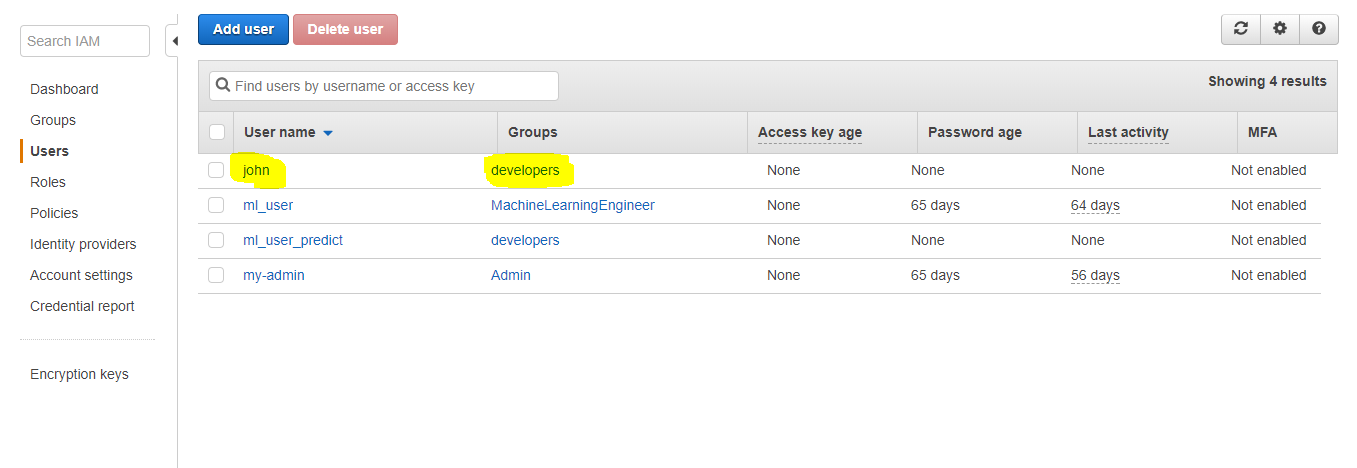 Add user Delete user
Search IAM
Find users by username or access key Showing 4 results
Dashboard
Groups
Users
Roles
Policies
Identity providers
Account settings
Credential report
Encryption keys
User name Groups Access key age Password age Last activity MFA
john developers None None None Not enabled
ml_user MachineLearningEngineer None 65 days 64 days Not enabled
ml_user_predict developers None None None Not enabled
my-admin Admin None 65 days 56 days Not enabled